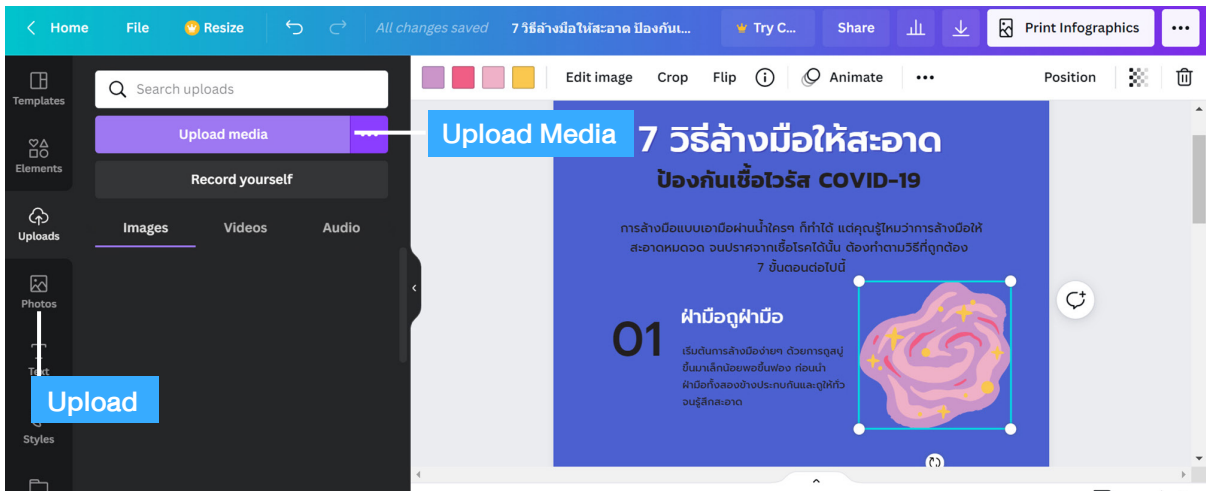 Home File Resize All changes saved 7 วิธีล้างมือให้สะอาด ป้องกันเ... Try C... Share Print Infographics
Templates
Elements
Uploads
Photos
Text
Styles
Search uploads
Upload media
Record yourself
Images Videos Audio
Upload
Upload Media
Edit image Crop Flip Animate Position
7 วิธีล้างมือให้สะอาด
ป้องกันเชื้อไวรัส COVID-19
การล้างมือแบบเอามือผ่านน้ำใครๆ ก็ทำได้ แต่คุณรู้ไหมว่าการล้างมือให้
สะอาดหมดจด จนปราศจากเชื้อโรคได้นั้น ต้องทำตามวิธีที่ถูกต้อง
7 ขั้นตอนต่อไปนี้
01
ฝ่ามือถูฝ่ามือ
เริ่มต้นการล้างมือง่ายๆ ด้วยการถูสบู่
ขึ้นมาเล็กน้อยพอขึ้นฟอง ก่อนนำ
ฝ่ามือทั้งสองข้างประกบกันและถูให้ทั่ว
จนรู้สึกสะอาด